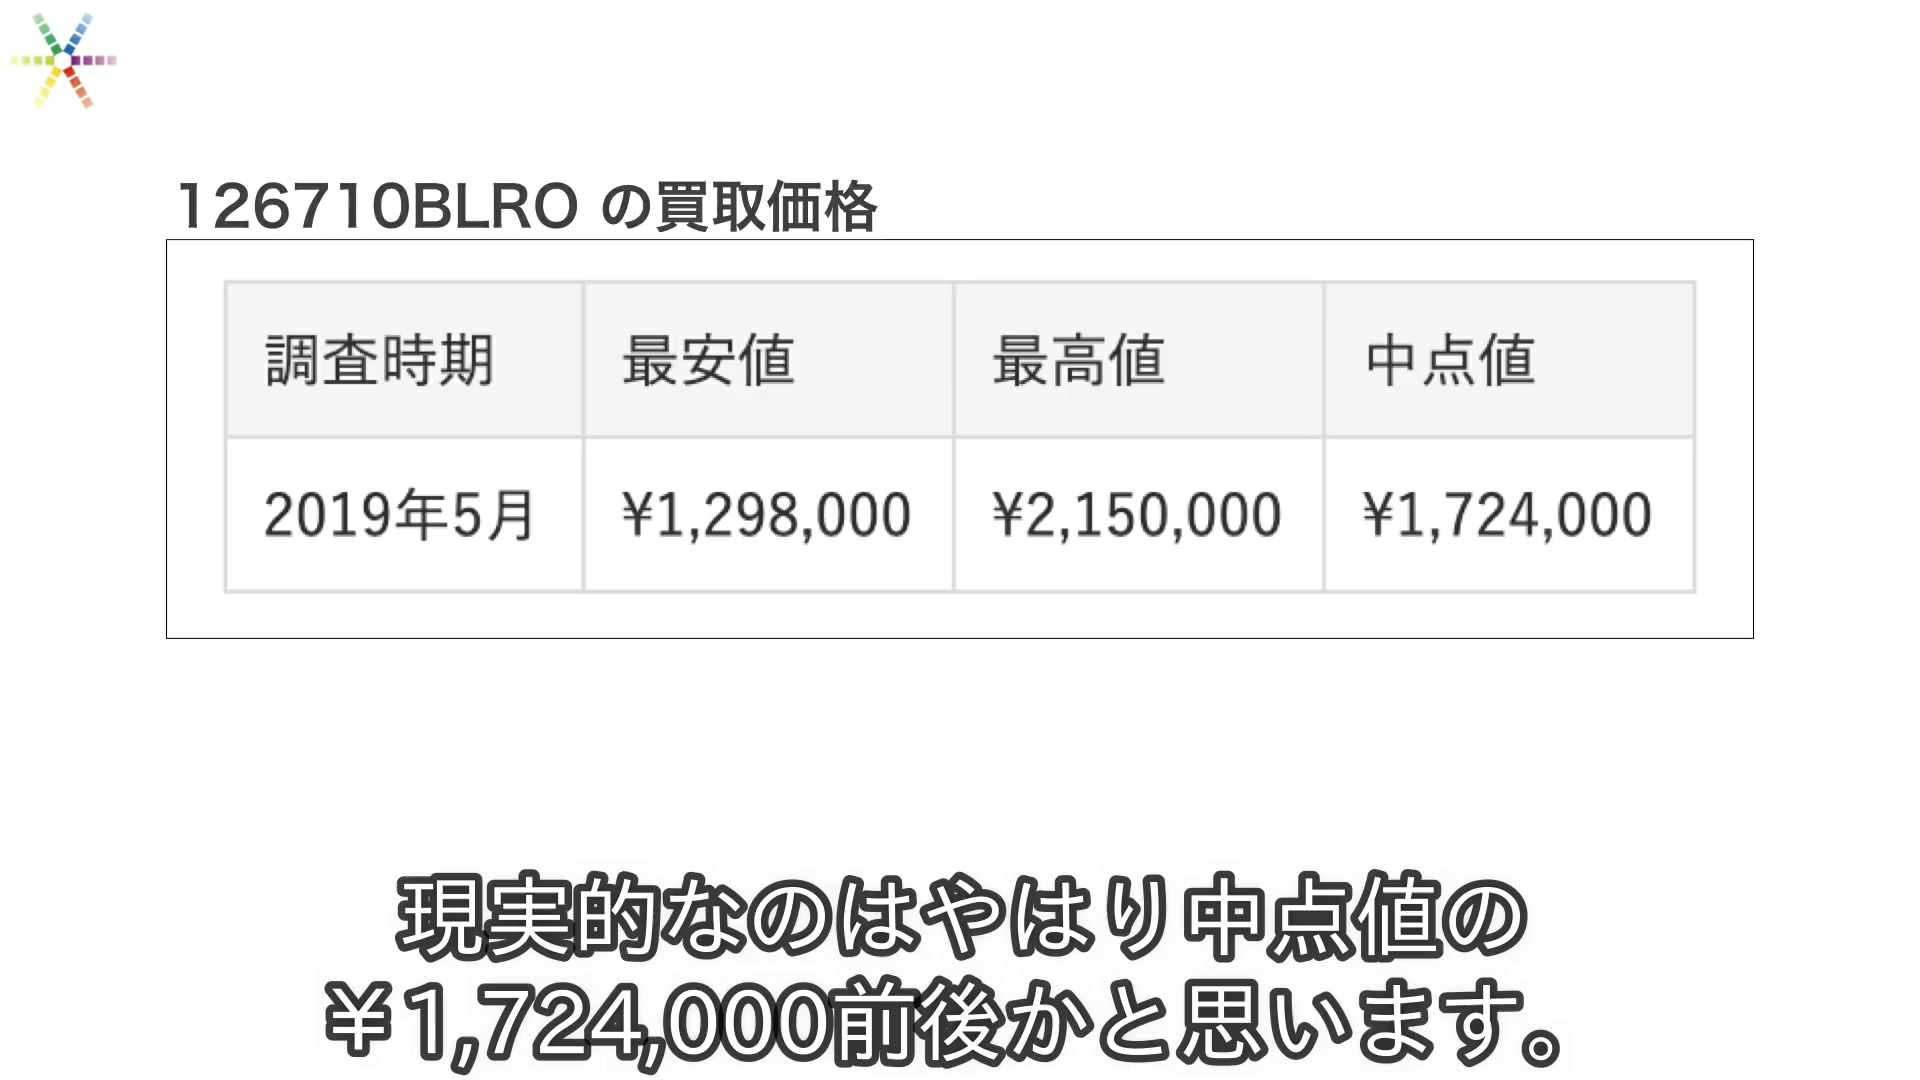 126710BLRO の買取価格
調査時期 最安値 最高値 中点値
2019年5月 ¥1,298,000 ¥2,150,000 ¥1,724,000
現実的なのはやはり中点値の
¥1,724,000前後かと思います。